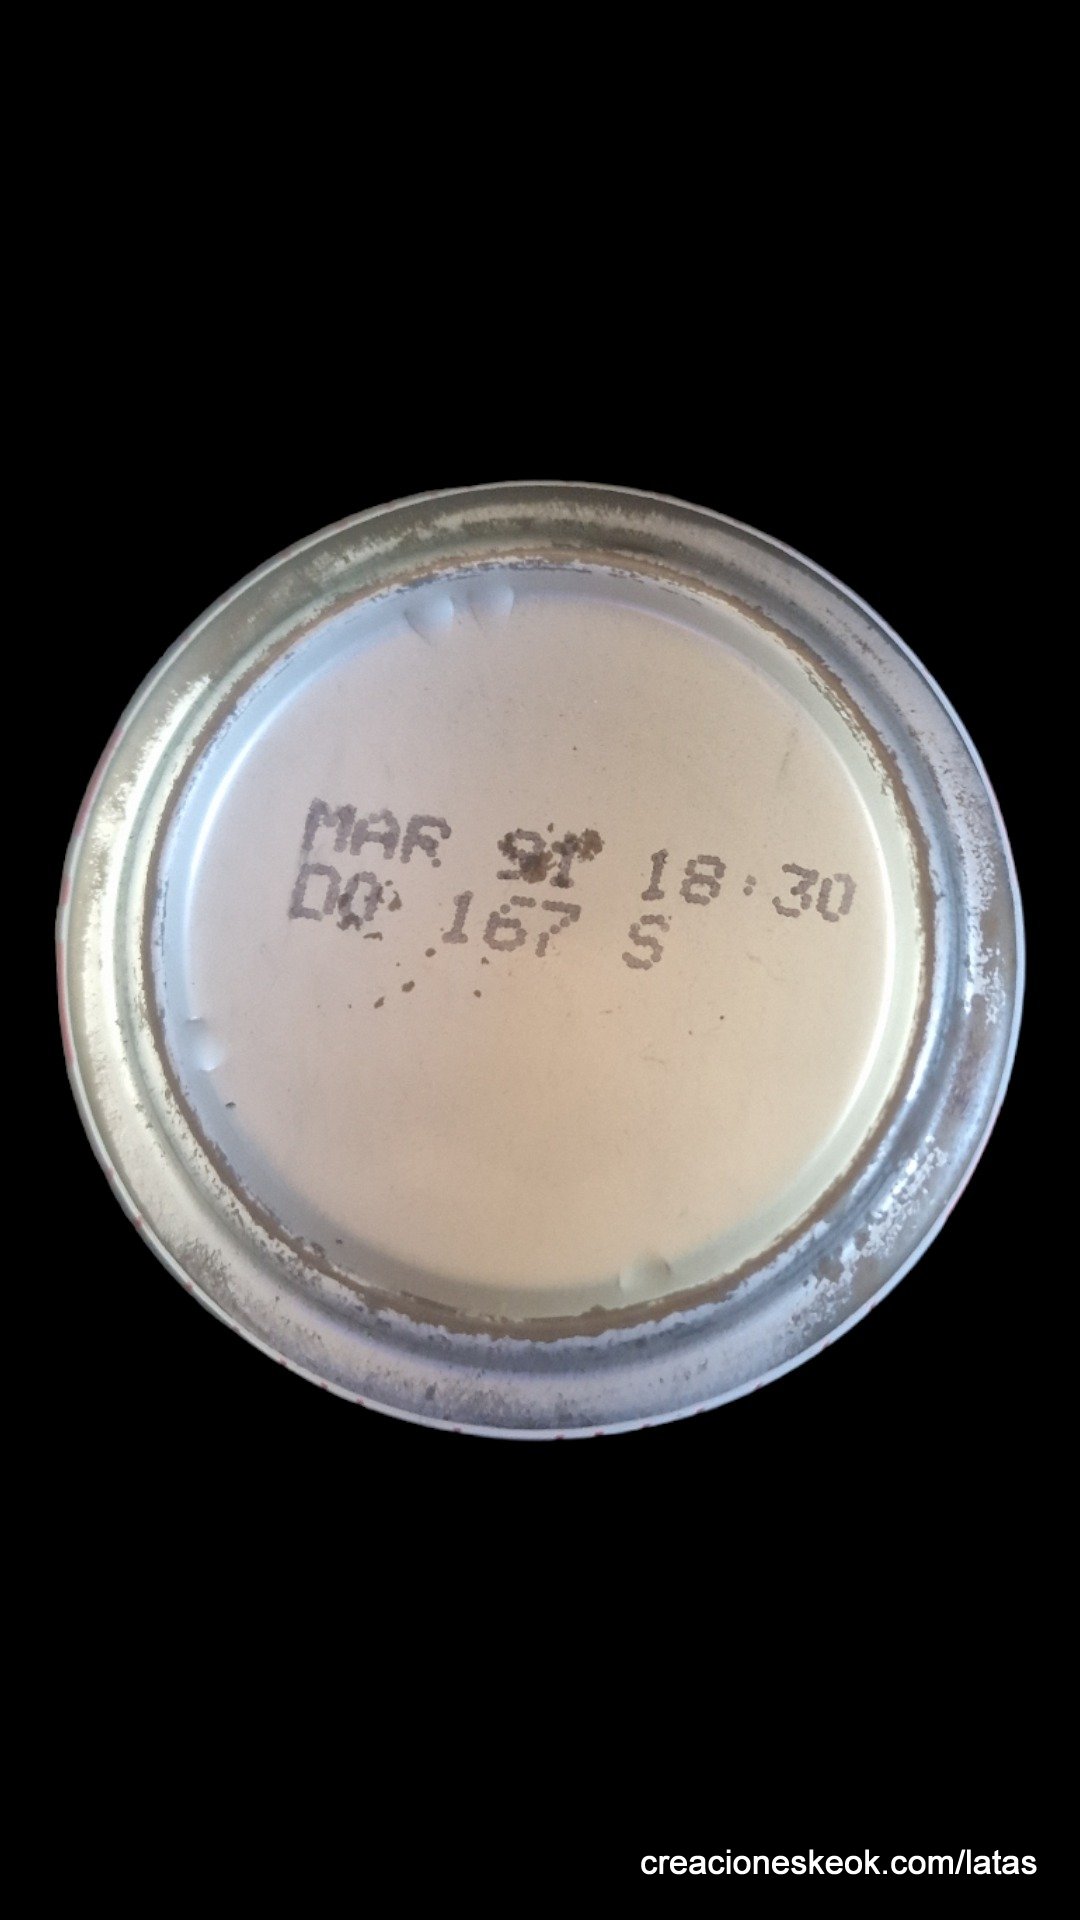 MAR 91 18:30
DO 167 S
creacioneskeok.com/latas